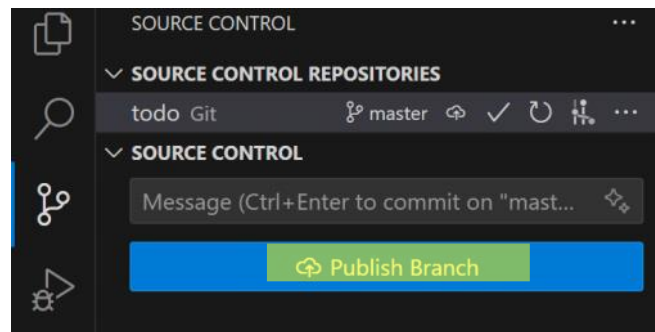 SOURCE CONTROL
SOURCE CONTROL REPOSITORIES
todo Git master
SOURCE CONTROL
Message (Ctrl+Enter to commit on "mast...
Publish Branch